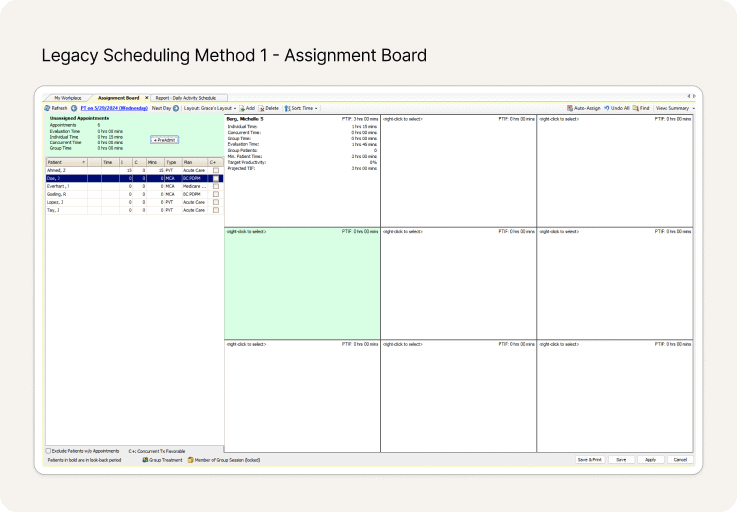 Legacy Scheduling Method 1 - Assignment Board
My Workplace Assignment Board × Report - Daily Activity Schedule
Refresh PT on 5/29/2024 (Wednesday) Next Day Layout: Grace's Layout Add Delete Sort: Time Auto-Assign Undo All Find View: Summary
Unassigned Appointments
Appointments 6
Evaluation Time 0 hrs 00 mins
Individual Time 0 hrs 15 mins
Concurrent Time 0 hrs 00 mins
Group Time 0 hrs 00 mins
+ PreAdmit
Patient Time I C Mins Type Plan C+
Ahmed, Z 15 0 15 PVT Acute Care
Doe, J 0 0 0 MCA SC PDPM
Everhart, J 0 0 0 MCA Medicare ...
Gosling, R 0 0 0 MCA SC PDPM
Lopez, J 0 0 0 PVT Acute Care
Tay, J 0 0 0 PVT Acute Care
Berg, Michelle S PTIF: 3 hrs 00 mins
Individual Time: 1 hrs 15 mins
Concurrent Time: 0 hrs 00 mins
Group Time: 0 hrs 00 mins
Evaluation Time: 1 hrs 45 mins
Group Patients: 0
Min. Patient Time: 3 hrs 00 mins
Target Productivity: 0%
Projected TIF: 3 hrs 00 mins
<right-click to select> PTIF: 0 hrs 00 mins
<right-click to select> PTIF: 0 hrs 00 mins
<right-click to select> PTIF: 0 hrs 00 mins
<right-click to select> PTIF: 0 hrs 00 mins
<right-click to select> PTIF: 0 hrs 00 mins
<right-click to select> PTIF: 0 hrs 00 mins
<right-click to select> PTIF: 0 hrs 00 mins
<right-click to select> PTIF: 0 hrs 00 mins
Exclude Patients w/o Appointments C+: Concurrent Tx Favorable
Patients in bold are in look-back period Group Treatment Member of Group Session (locked)
Save & Print Save Apply Cancel